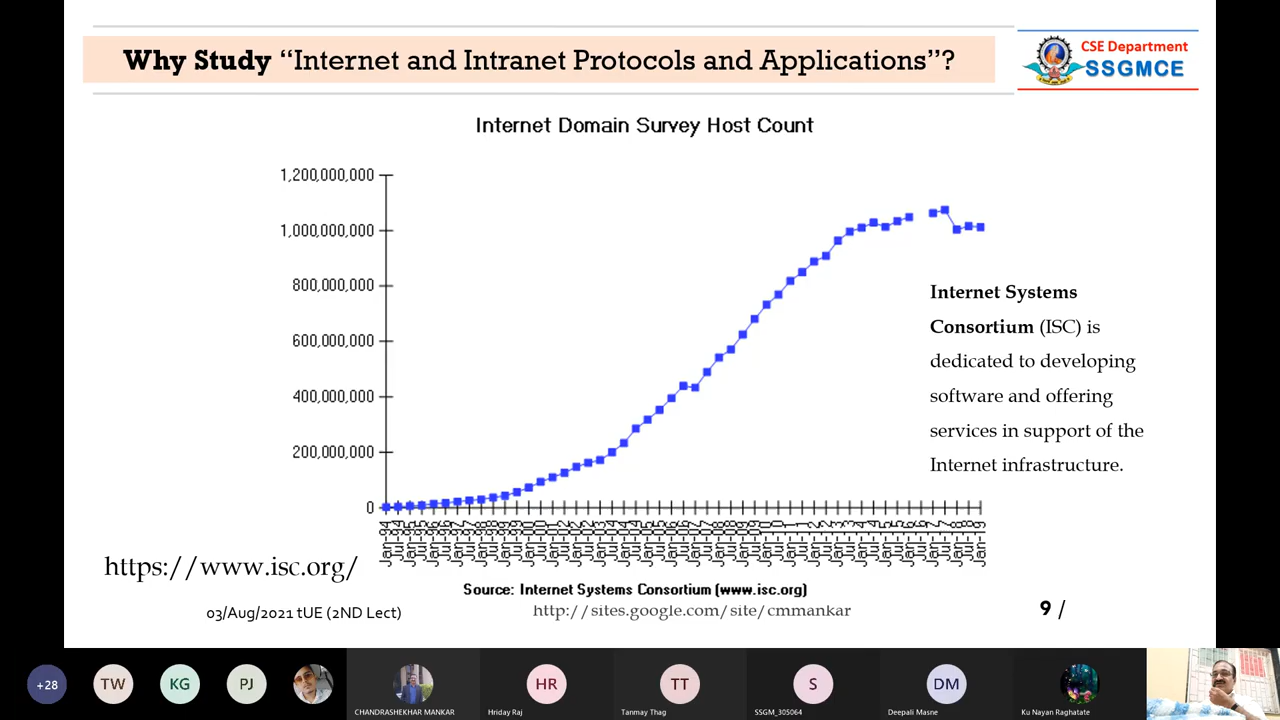 Why Study “Internet and Intranet Protocols and Applications”?
CSE Department
SSGMCE
Internet Domain Survey Host Count
1,200,000,000
1,000,000,000
800,000,000
600,000,000
400,000,000
200,000,000
0
Jan-94
Jan-19
Internet Systems
Consortium (ISC) is
dedicated to developing
software and offering
services in support of the
Internet infrastructure.
https://www.isc.org/
Source: Internet Systems Consortium (www.isc.org)
03/Aug/2021 tUE (2ND Lect)
http://sites.google.com/site/cmmankar
9 /
+28
TW
KG
PJ
CHANDRASHEKHAR MANKAR
HR
Hriday Raj
TT
Tanmay Thag
S
SSGM_305064
DM
Deepali Masne
Ku Nayan Raghatate